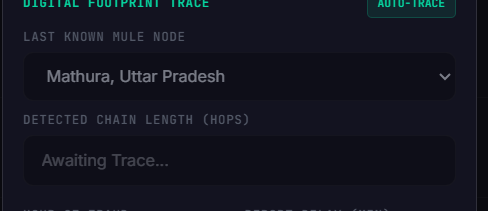 DIGITAL FOOTPRINT TRACE
AUTO-TRACE
LAST KNOWN MULE NODE
Mathura, Uttar Pradesh
DETECTED CHAIN LENGTH (HOPS)
Awaiting Trace...